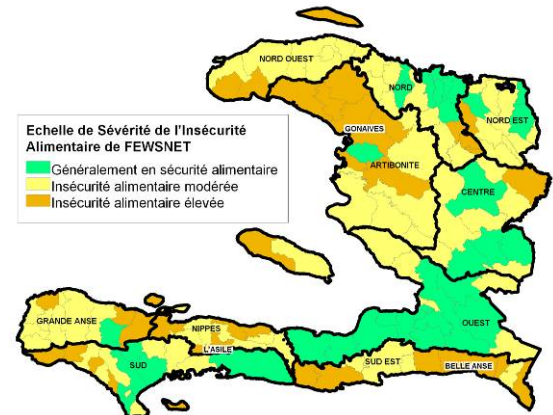 NORD OUEST
NORD
NORD EST
GONAIVES
Echelle de Sévérité de l'Insécurité
Alimentaire de FEWSNET
Généralement en sécurité alimentaire
Insécurité alimentaire modérée
Insécurité alimentaire élevée
ARTIBONITE
CENTRE
GRANDE ANSE
NIPPES
OUEST
L'ASILE
SUD
SUD EST
BELLE ANSE